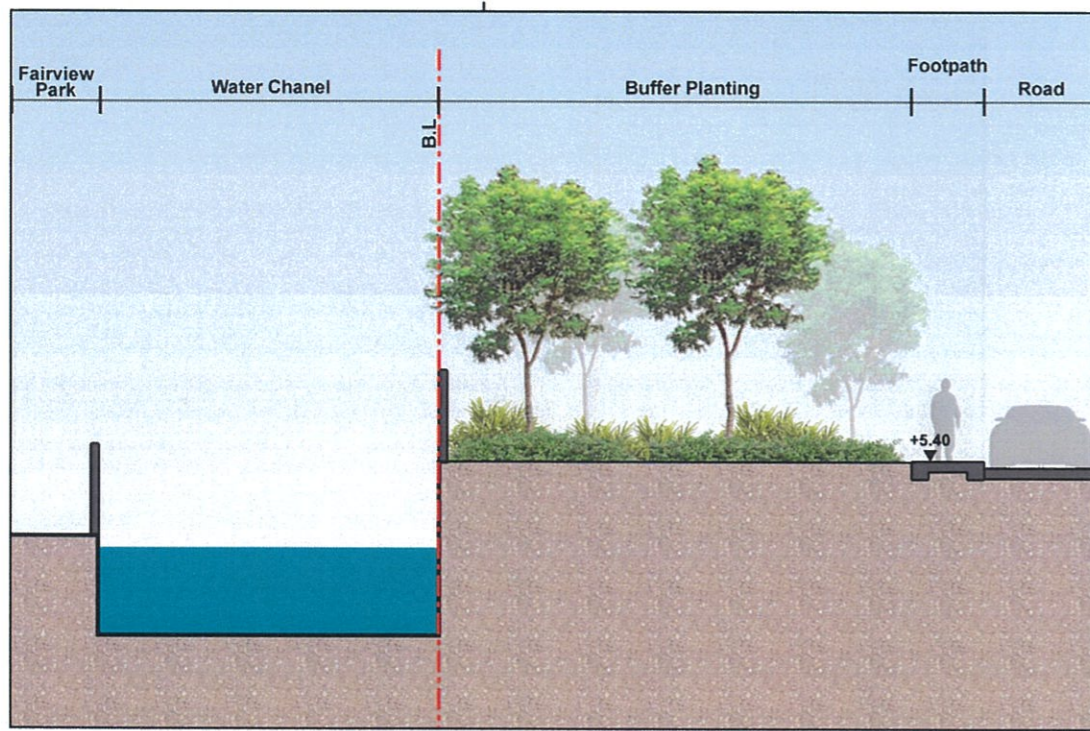 Fairview
Park
Water Chanel
Buffer Planting
Footpath
Road
B.L
+5.40